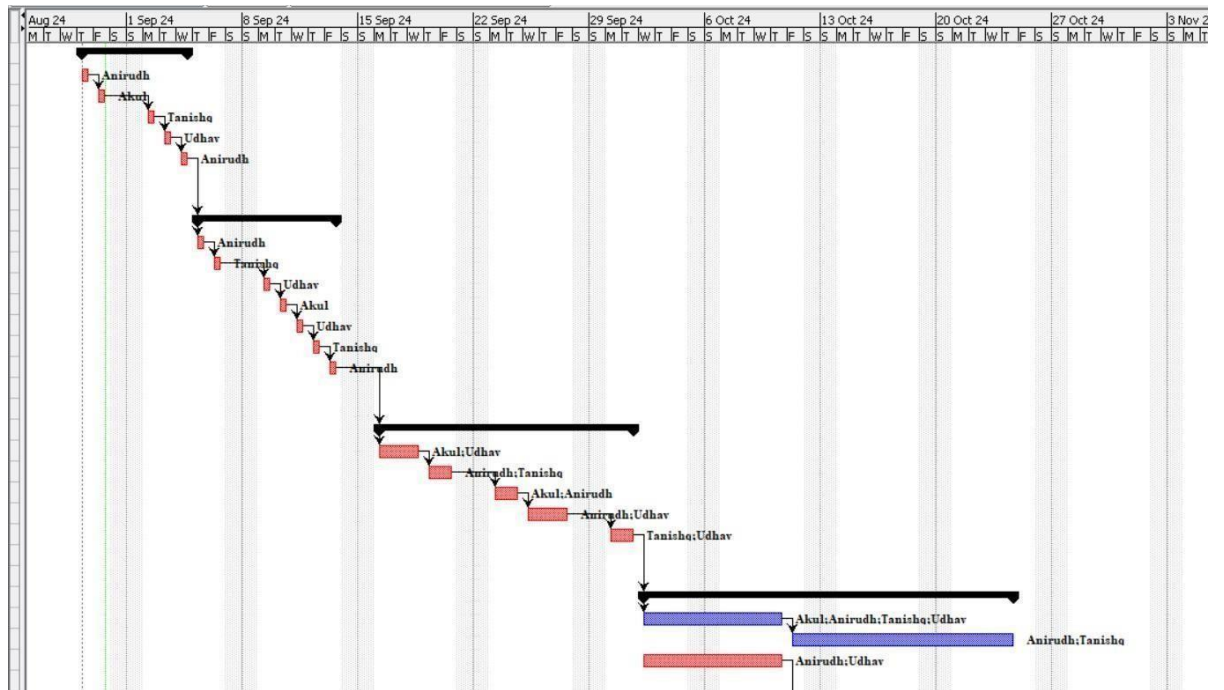 Aug 24 1 Sep 24 8 Sep 24 15 Sep 24 22 Sep 24 29 Sep 24 6 Oct 24 13 Oct 24 20 Oct 24 27 Oct 24 3 Nov 2
M T W T F S S M T W T F S S M T W T F S S M T W T F S S M T W T F S S M T W T F S S M T W T F S S M T W T F S S M T W T F S S M T W T F S S M T
Anirudh
Akul
Tanishq
Udhav
Anirudh
Anirudh
Tanishq
Udhav
Akul
Udhav
Tanishq
Anirudh
Akul;Udhav
Anirudh;Tanishq
Akul;Anirudh
Anirudh;Udhav
Tanishq;Udhav
Akul;Anirudh;Tanishq;Udhav
Anirudh;Tanishq
Anirudh;Udhav